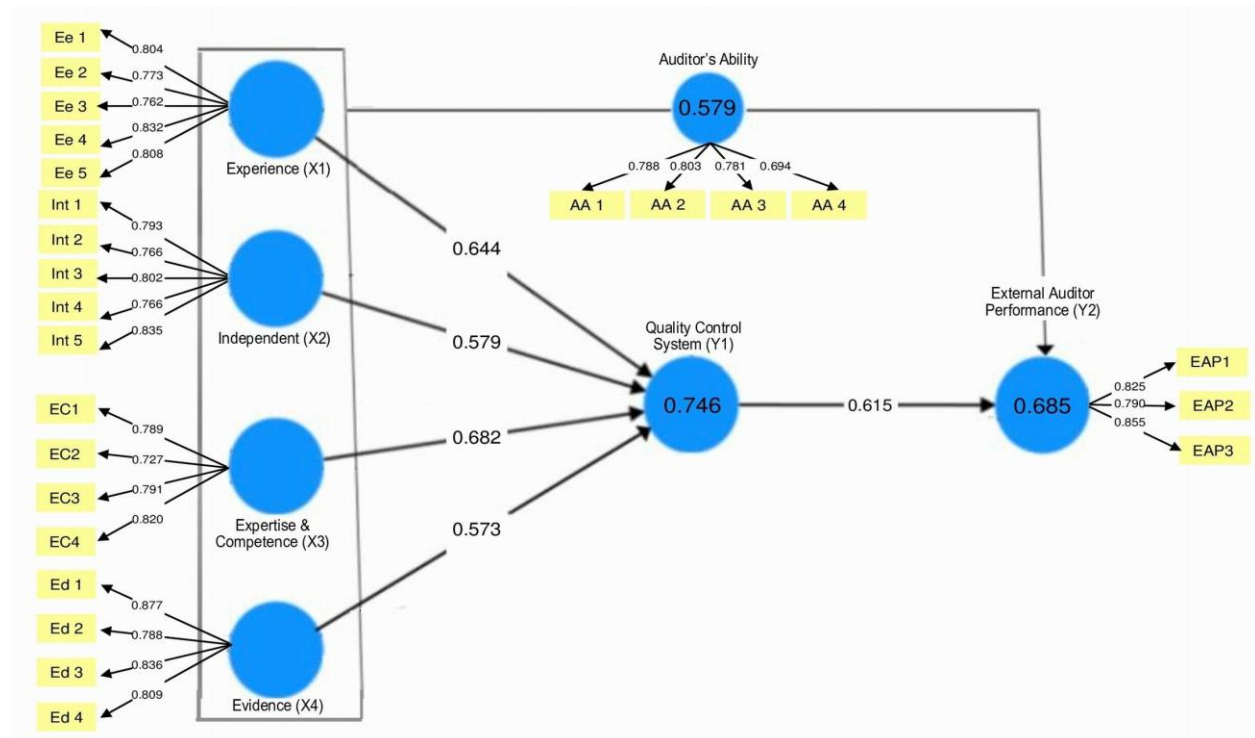 Ee 1
Ee 2
Ee 3
Ee 4
Ee 5
0.804
0.773
0.762
0.832
0.808
Experience (X1)
Int 1
Int 2
Int 3
Int 4
Int 5
0.793
0.766
0.802
0.766
0.835
Independent (X2)
EC1
EC2
EC3
EC4
0.789
0.727
0.791
0.820
Expertise &
Competence (X3)
Ed 1
Ed 2
Ed 3
Ed 4
0.877
0.788
0.836
0.809
Evidence (X4)
Auditor's Ability
0.579
0.788 0.803 0.781 0.694
AA 1 AA 2 AA 3 AA 4
0.644
0.579
0.682
0.573
Quality Control
System (Y1)
0.746
0.615
External Auditor
Performance (Y2)
0.685
0.825
0.790
0.855
EAP1
EAP2
EAP3